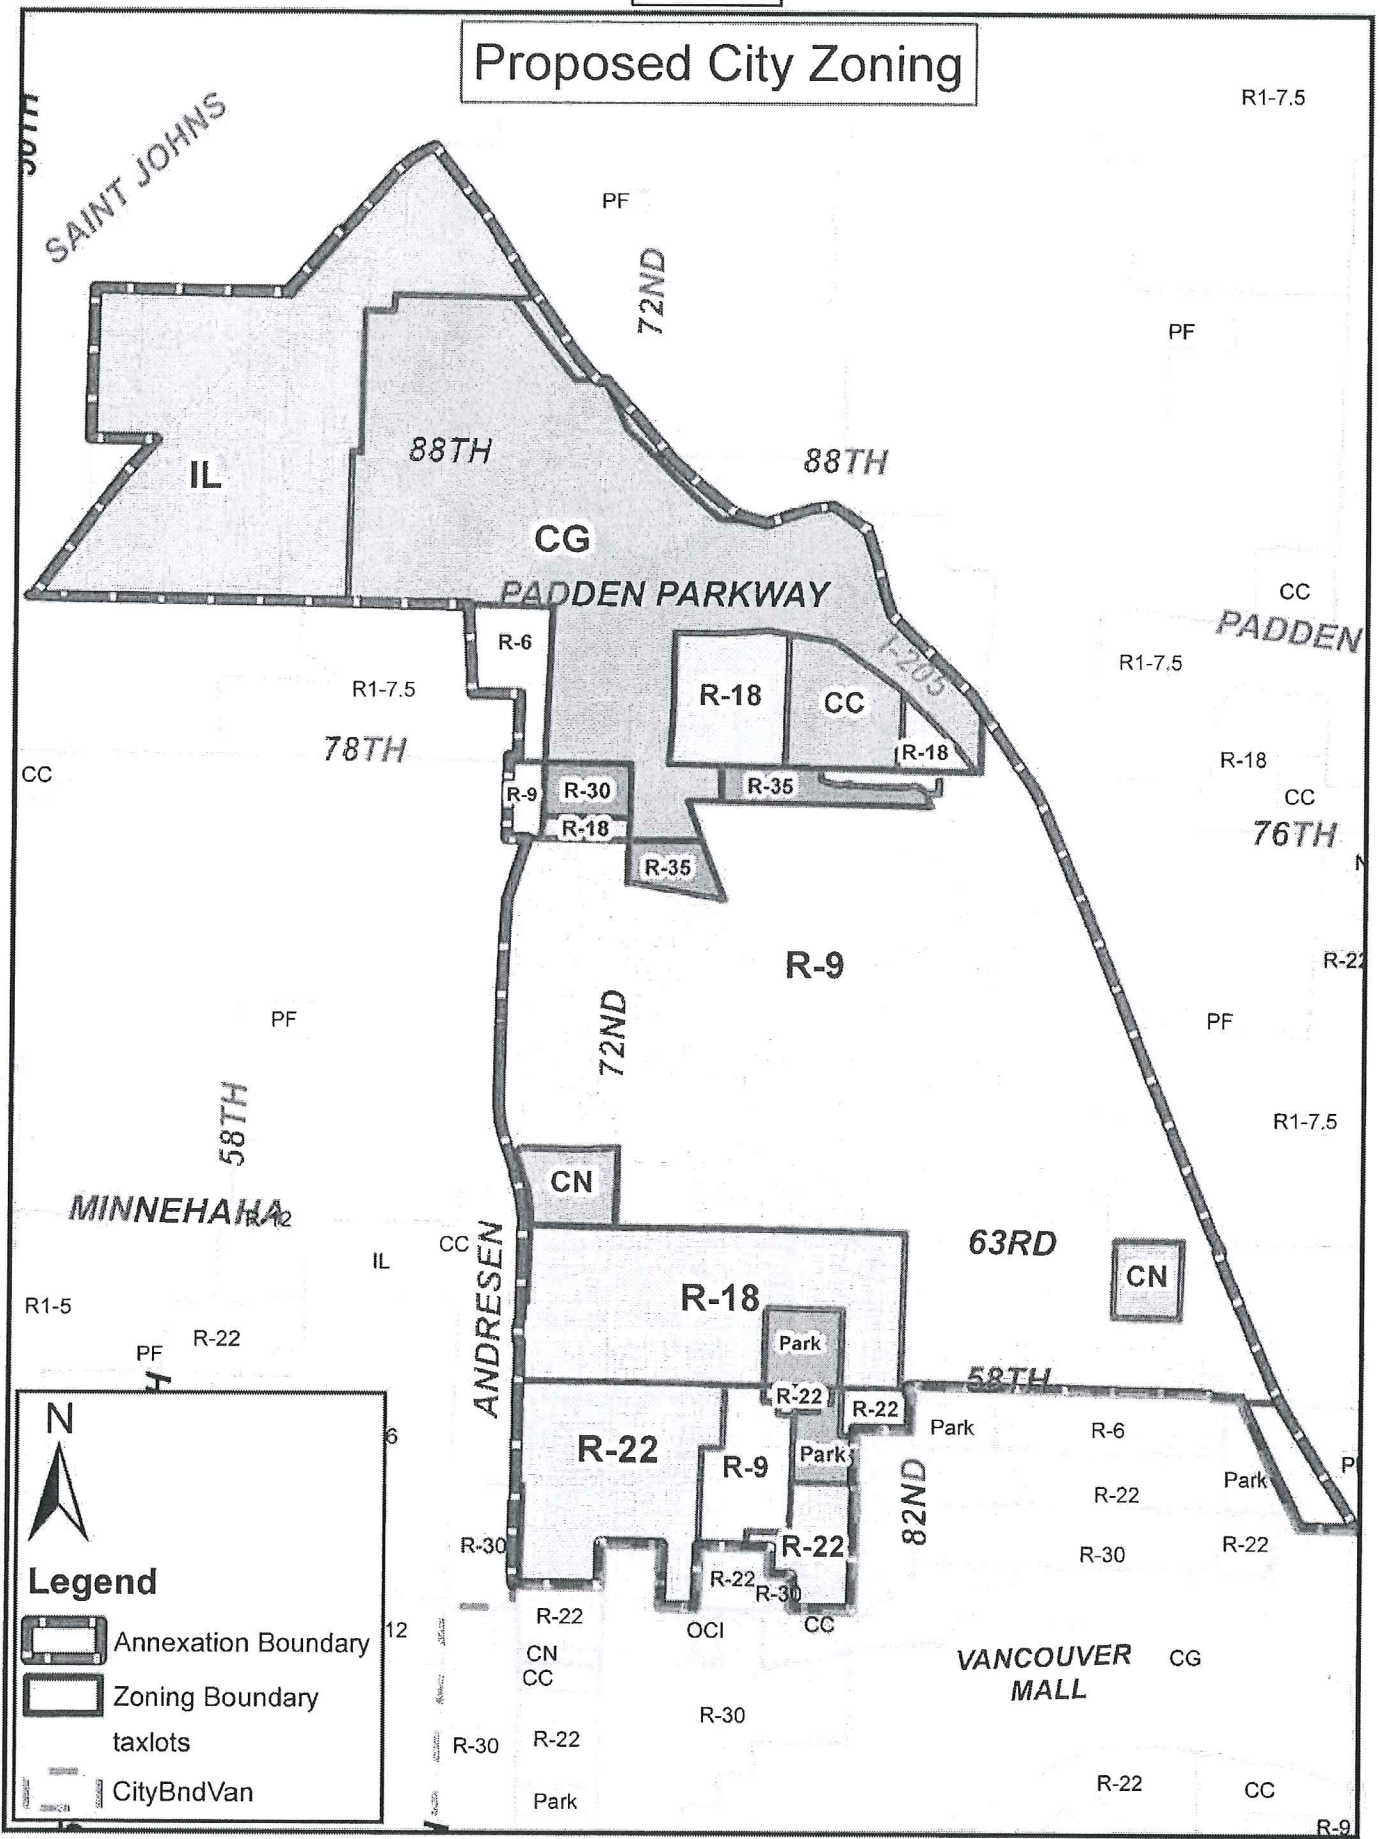 Proposed City Zoning
R1-7.5
SAINT JOHNS
PF
72ND
PF
88TH
88TH
IL
CG
PADDEN PARKWAY
CC
PADDEN
R-6
I-205
R1-7.5
R1-7.5
R-18
CC
78TH
R-18
R-18
CC
R-9
R-30
R-35
CC
R-18
76TH
R-35
R-9
R-22
PF
72ND
PF
58TH
R1-7.5
CN
MINNEHAHA
R-12
CC
ANDRESEN
63RD
IL
CN
R1-5
R-18
R-22
Park
PF
58TH
R-22
R-22
Park
R-6
N
6
R-22
R-9
Park
82ND
Park
R-22
R-30
R-22
R-30
R-22
Legend
R-22
R-30
R-22
OCI
CC
Annexation Boundary
12
CN
CC
VANCOUVER
MALL
CG
Zoning Boundary
R-30
taxlots
R-30
R-22
CityBndVan
Park
R-22
CC
R-9